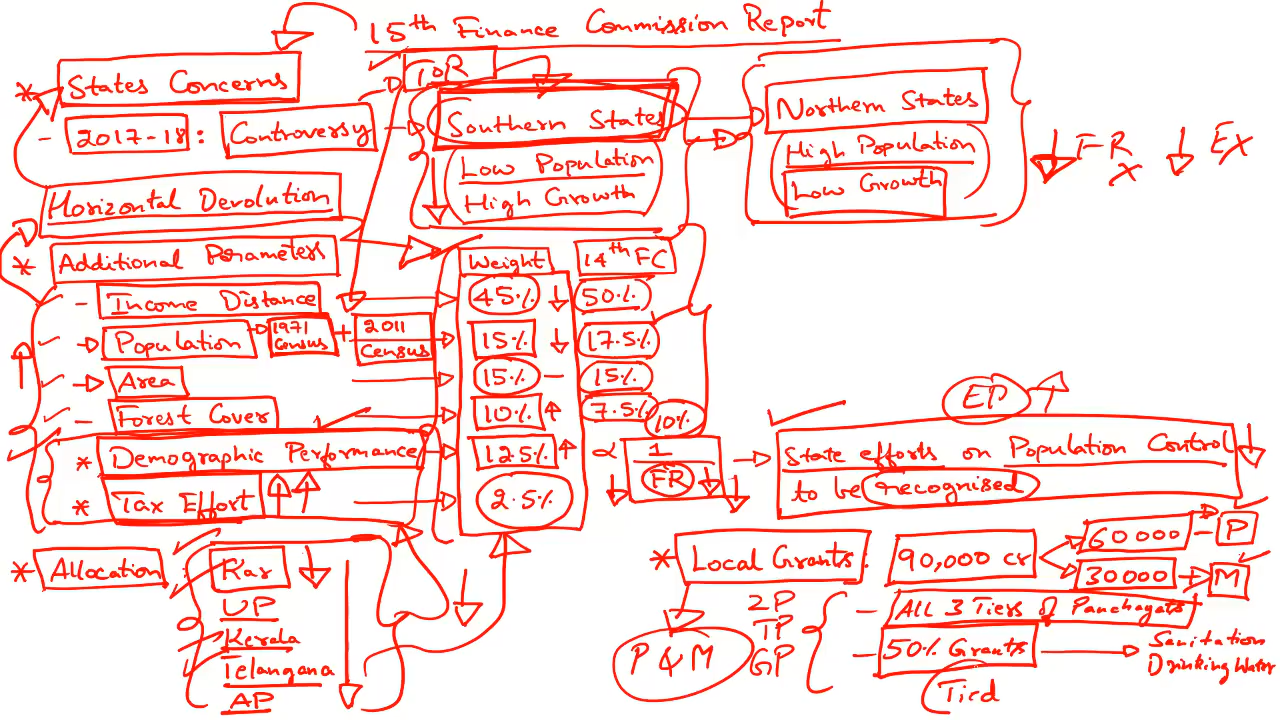 15th Finance Commission Report
ToR
* States Concerns
- 2017-18: Controversy
Southern States
Low Population
High Growth
Northern States
High Population
Low Growth
FR
x
Ex
Horizontal Devolution
* Additional Parameters
Weight 14th FC
- Income Distance 45% 50%
- Population 1971 Census + 2011 Census 15% 17.5%
- Area 15% - 15%
- Forest Cover 10% 7.5% 10%
* Demographic Performance 12.5% ∝ 1/FR
* Tax Effort 2.5%
EP
State efforts on Population Control
to be recognised
* Allocation
Kar
UP
Kerala
Telangana
AP
* Local Grants: 90,000 cr
60000 - P
30000 M
P & M
ZP
TP
GP
- All 3 Tiers of Panchayats
- 50% Grants
Sanitation
Drinking Water
Tied